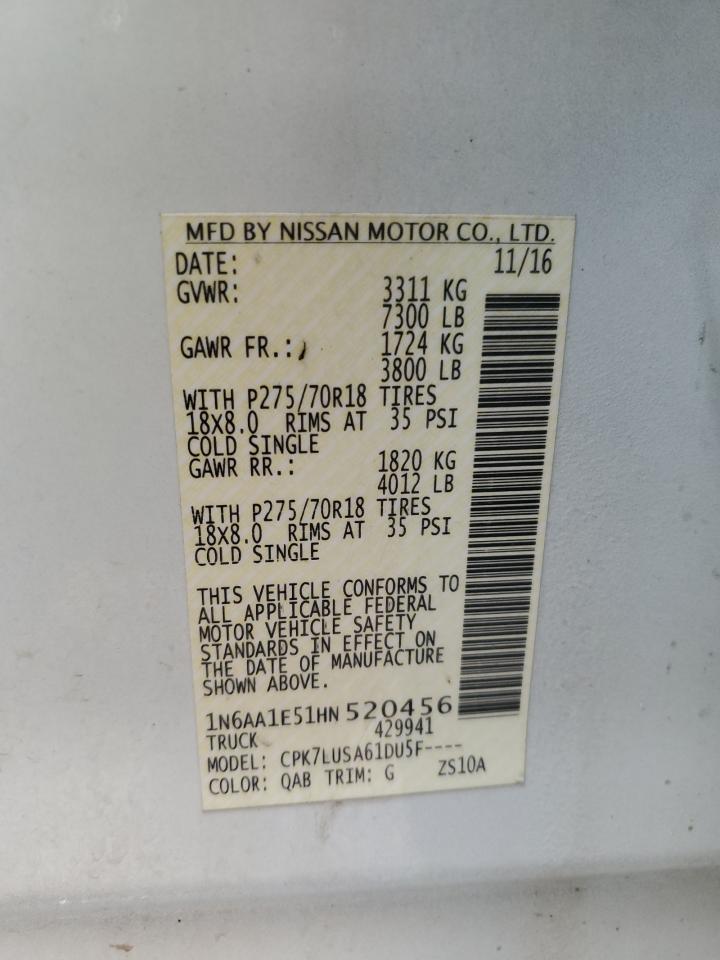 MFD BY NISSAN MOTOR CO., LTD.
DATE: 11/16
GVWR: 3311 KG
7300 LB
GAWR FR.: 1724 KG
3800 LB
WITH P275/70R18 TIRES
18X8.0 RIMS AT 35 PSI
COLD SINGLE
GAWR RR.: 1820 KG
4012 LB
WITH P275/70R18 TIRES
18X8.0 RIMS AT 35 PSI
COLD SINGLE
THIS VEHICLE CONFORMS TO
ALL APPLICABLE FEDERAL
MOTOR VEHICLE SAFETY
STANDARDS IN EFFECT ON
THE DATE OF MANUFACTURE
SHOWN ABOVE.
1N6AA1E51HN 520456
TRUCK 429941
MODEL: CPK7LUSA61DU5F----
COLOR: QAB TRIM: G ZS10A